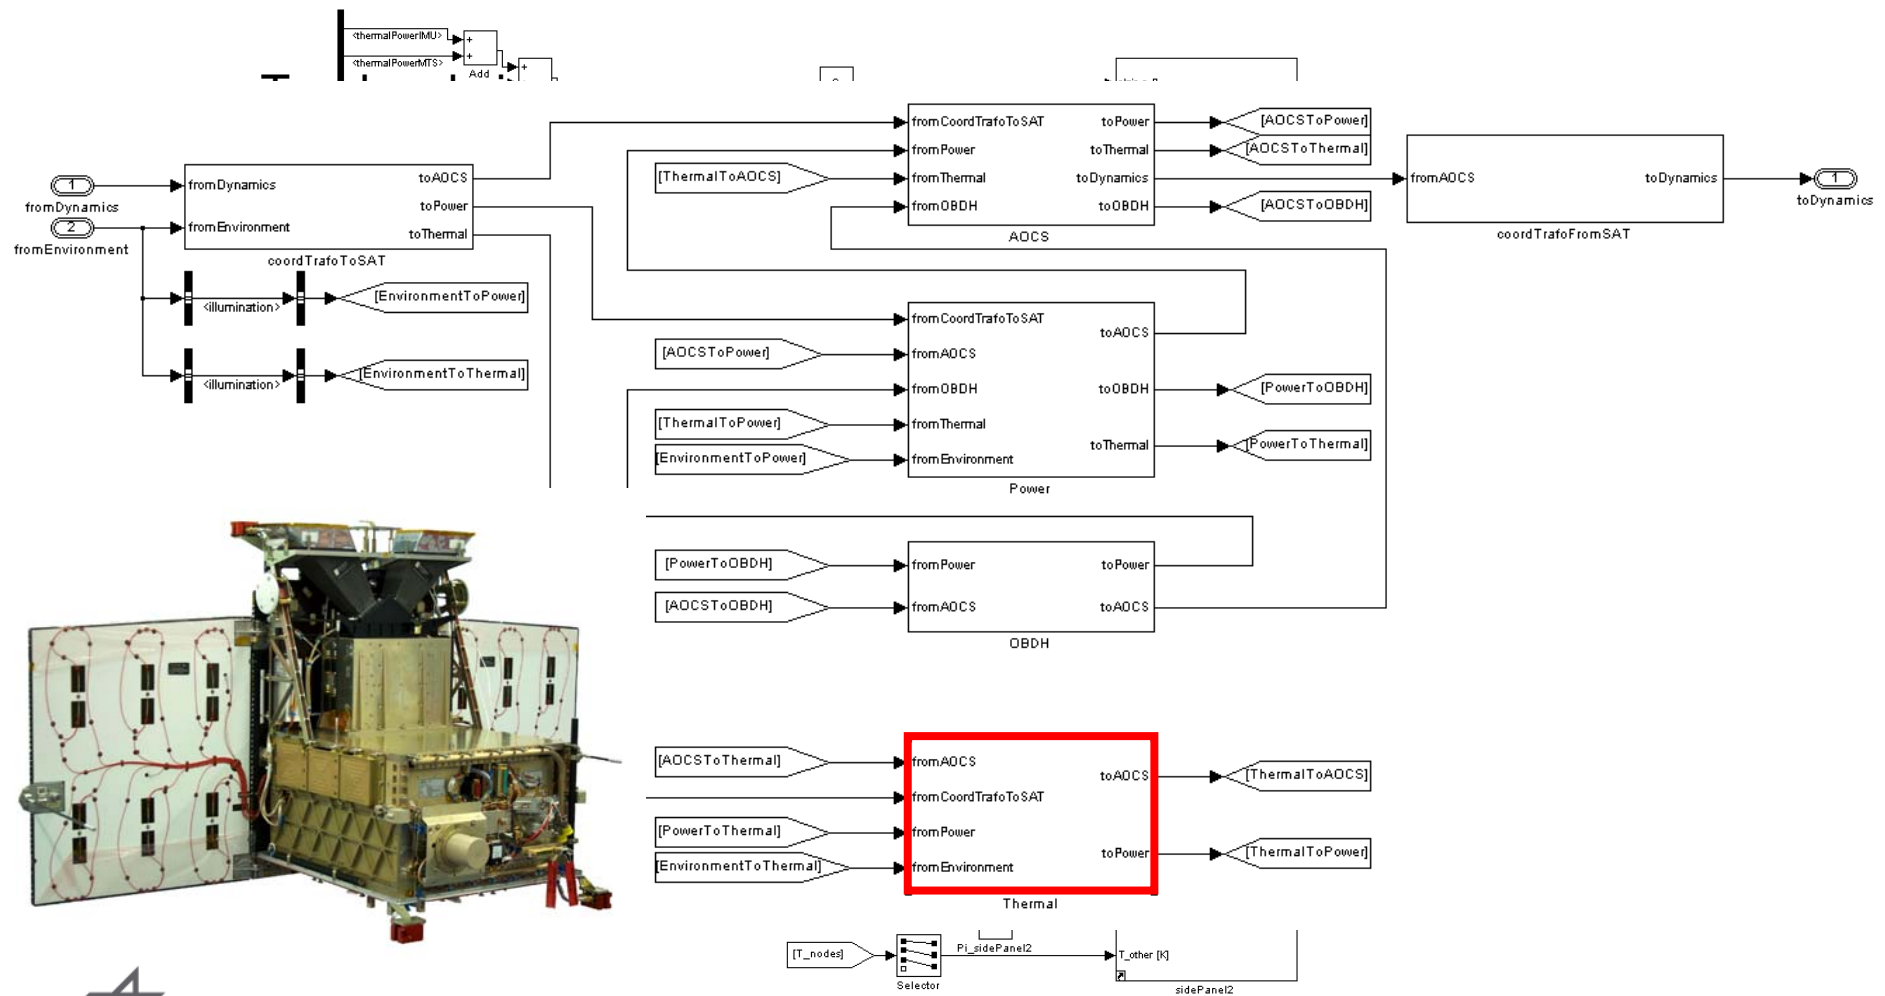 <thermalPowerIMU>
<thermalPowerMTS>
+
+
Add
+
1
fromDynamics
2
fromEnvironment
fromDynamics
fromEnvironment
toAOCS
toPower
toThermal
coordTrafoToSAT
<illumination>
[EnvironmentToPower]
<illumination>
[EnvironmentToThermal]
[ThermalToAOCS]
fromCoordTrafoToSAT
fromPower
fromThermal
fromOBDH
toPower
toThermal
toDynamics
toOBDH
AOCS
[AOCSToPower]
[AOCSToThermal]
[AOCSToOBDH]
fromAOCS
toDynamics
coordTrafoFromSAT
1
toDynamics
[AOCSToPower]
[ThermalToPower]
[EnvironmentToPower]
fromCoordTrafoToSAT
fromAOCS
fromOBDH
fromThermal
fromEnvironment
toAOCS
toOBDH
toThermal
Power
[PowerToOBDH]
[PowerToThermal]
[PowerToOBDH]
[AOCSToOBDH]
fromPower
fromAOCS
toPower
toAOCS
OBDH
[AOCSToThermal]
[PowerToThermal]
[EnvironmentToThermal]
fromAOCS
fromCoordTrafoToSAT
fromPower
fromEnvironment
toAOCS
toPower
Thermal
[ThermalToAOCS]
[ThermalToPower]
[T_nodes]
Selector
Pi_sidePanel2
T_other [K]
sidePanel2